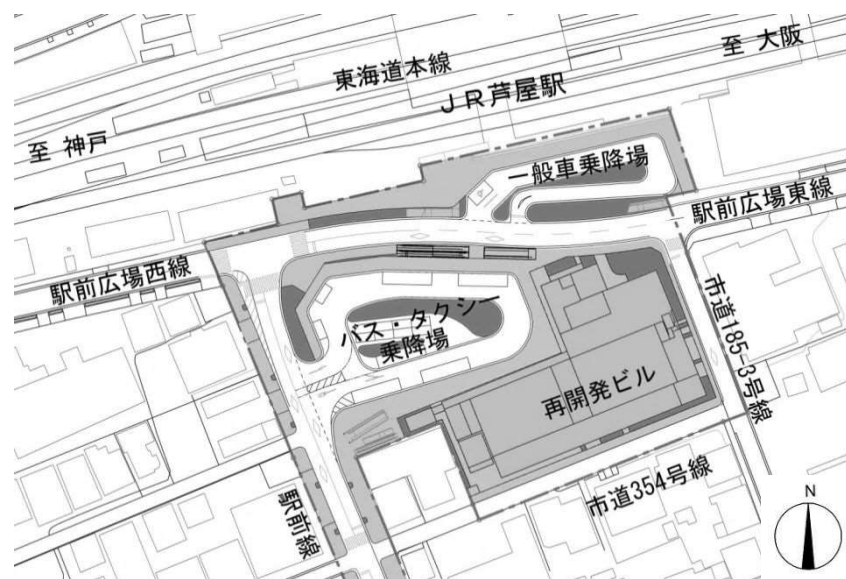 至 大阪
東海道本線
JR芦屋駅
至 神戸
一般車乗降場
駅前広場東線
駅前広場西線
バス・タクシー
乗降場
市道185-3号線
再開発ビル
市道354号線
駅前線
N